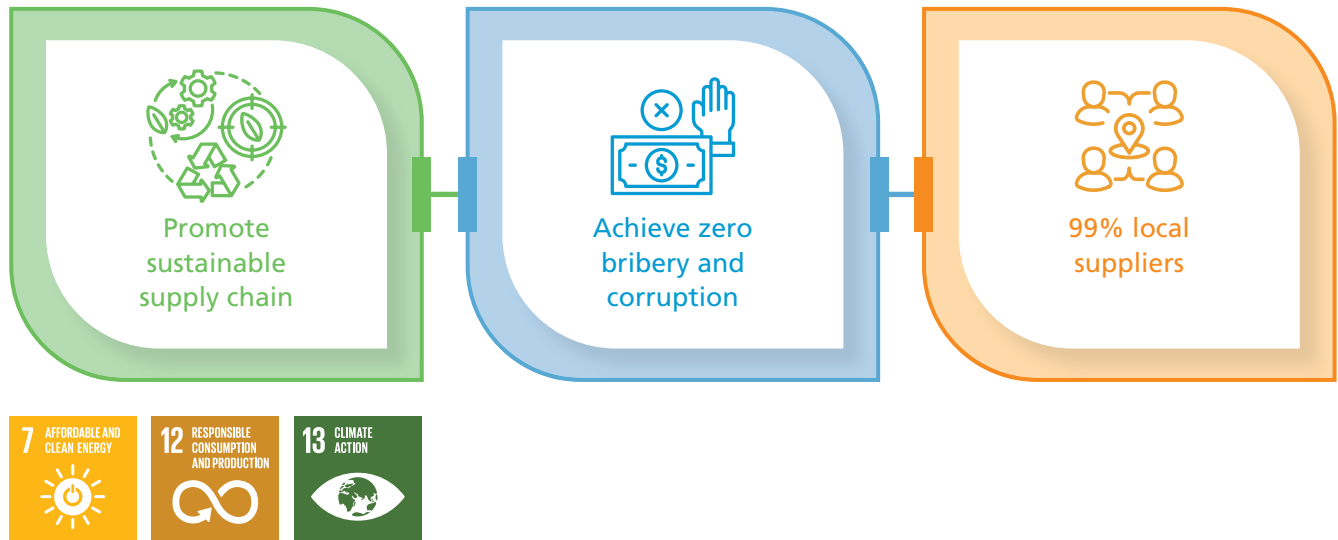 Promote
sustainable
supply chain
$
Achieve zero
bribery and
corruption
99% local
suppliers
7 AFFORDABLE AND
CLEAN ENERGY
12 RESPONSIBLE
CONSUMPTION
AND PRODUCTION
13 CLIMATE
ACTION